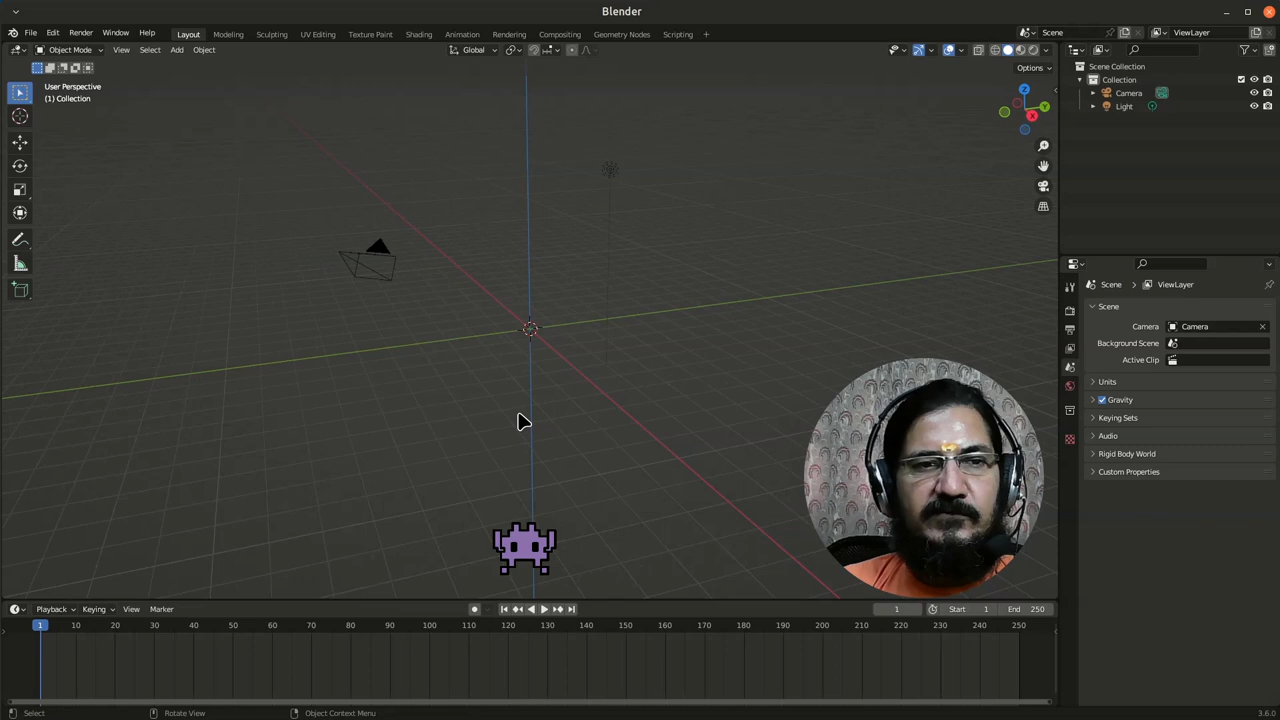 Blender
File Edit Render Window Help Layout Modeling Sculpting UV Editing Texture Paint Shading Animation Compositing Rendering Geometry Nodes Scripting + Scene ViewLayer
Object Mode View Select Add Object Global
Options
User Perspective
(1) Collection
Z
Y
X
Scene Collection
Collection
Camera
Light
Scene ViewLayer
Scene
Camera Camera
Background Scene
Active Clip
Units
Gravity
Keying Sets
Audio
Rigid Body World
Custom Properties
Playback Keying View Marker 1 Start 1 End 250
1 10 20 30 40 50 60 70 80 90 100 110 120 130 140 150 160 170 180 190 200 210 220 230 240 250
Select Rotate View Object Context Menu 3.6.0